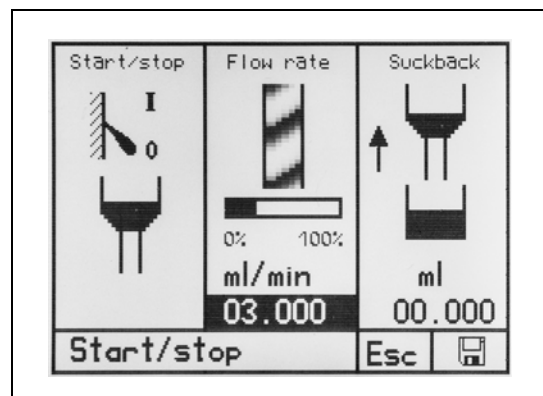 Start/stop
Flow rate
Suckback
I
0
0% 100%
ml/min
ml
03.000
00.000
Start/stop
Esc